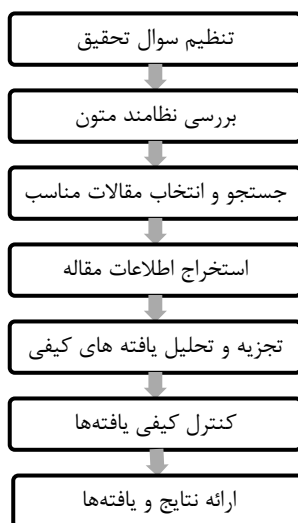 تنظیم سوال تحقیق
بررسی نظامند متون
جستجو و انتخاب مقالات مناسب
استخراج اطلاعات مقاله
تجزیه و تحلیل یافته های کیفی
کنترل کیفی یافته‌ها
ارائه نتایج و یافته‌ها